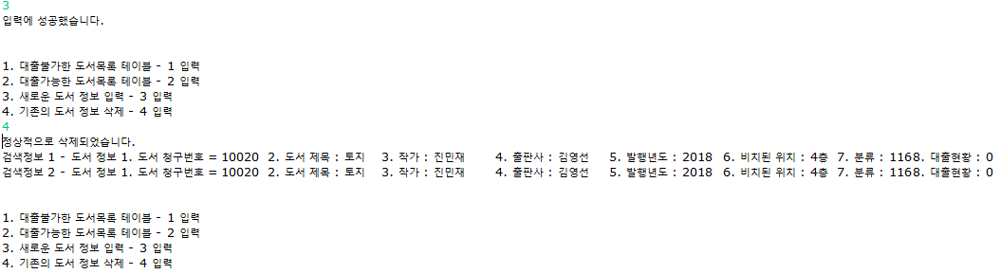 3
입력에 성공했습니다.
1. 대출불가한 도서목록 테이블 - 1 입력
2. 대출가능한 도서목록 테이블 - 2 입력
3. 새로운 도서 정보 입력 - 3 입력
4. 기존의 도서 정보 삭제 - 4 입력
4
정상적으로 삭제되었습니다.
검색정보 1 - 도서 정보 1. 도서 청구번호 = 10020 2. 도서 제목 : 토지 3. 작가 : 진민재 4. 출판사 : 김영선 5. 발행년도 : 2018 6. 비치된 위치 : 4층 7. 분류 : 1168. 대출현황 : 0
검색정보 2 - 도서 정보 1. 도서 청구번호 = 10020 2. 도서 제목 : 토지 3. 작가 : 진민재 4. 출판사 : 김영선 5. 발행년도 : 2018 6. 비치된 위치 : 4층 7. 분류 : 1168. 대출현황 : 0
1. 대출불가한 도서목록 테이블 - 1 입력
2. 대출가능한 도서목록 테이블 - 2 입력
3. 새로운 도서 정보 입력 - 3 입력
4. 기존의 도서 정보 삭제 - 4 입력